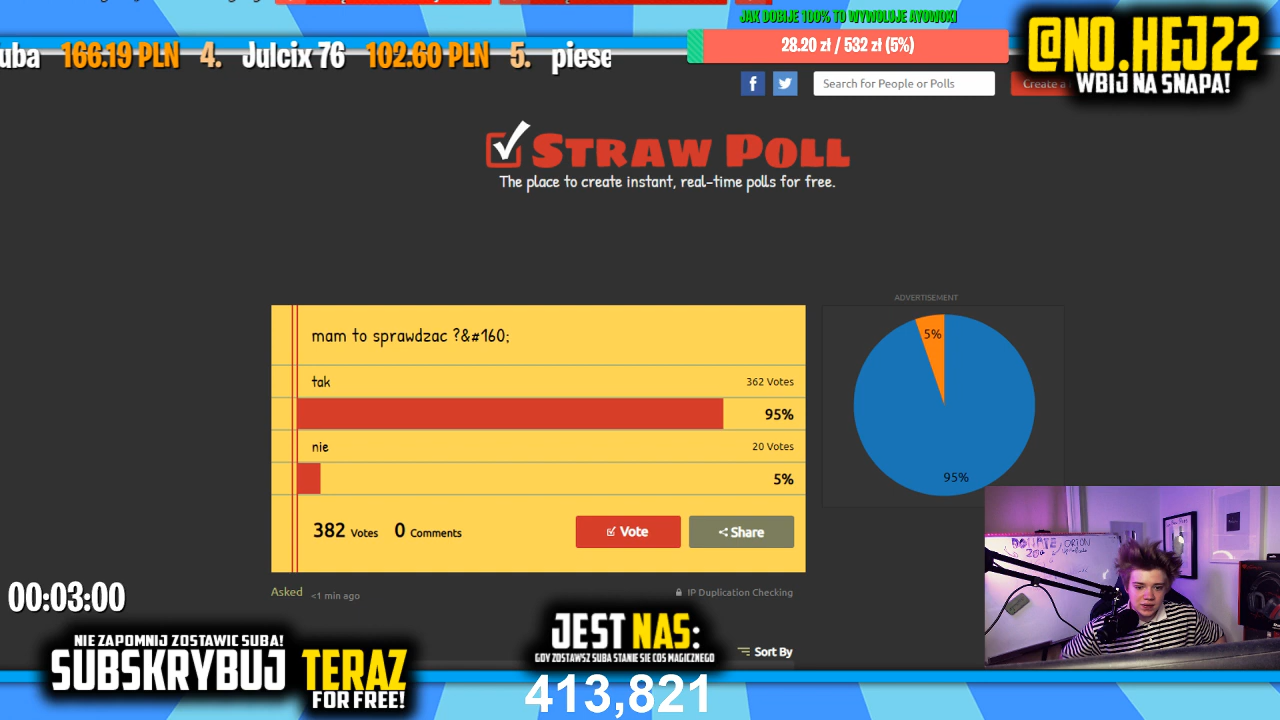 JAK DOBIJE 100% TO WYWOLUJE AYOWOKI
uba 166.19 PLN 4. Julcix 76 102.60 PLN 5. piese
28.20 zł / 532 zł (5%)
@NO.HEJ22
WBIJ NA SNAPA!
Search for People or Polls
Create a
STRAW POLL
The place to create instant, real-time polls for free.
ADVERTISEMENT
mam to sprawdzac ?&#160;
tak
362 Votes
95%
nie
20 Votes
5%
5%
95%
382 Votes 0 Comments
Vote
Share
Asked <1 min ago
IP Duplication Checking
DONATE
00:03:00
NIE ZAPOMNIJ ZOSTAWIC SUBA!
SUBSKRYBUJ TERAZ
FOR FREE!
JEST NAS:
GDY ZOSTAWSZ SUBA STANIE SIE COS MAGICZNEGO
Sort By
413,821